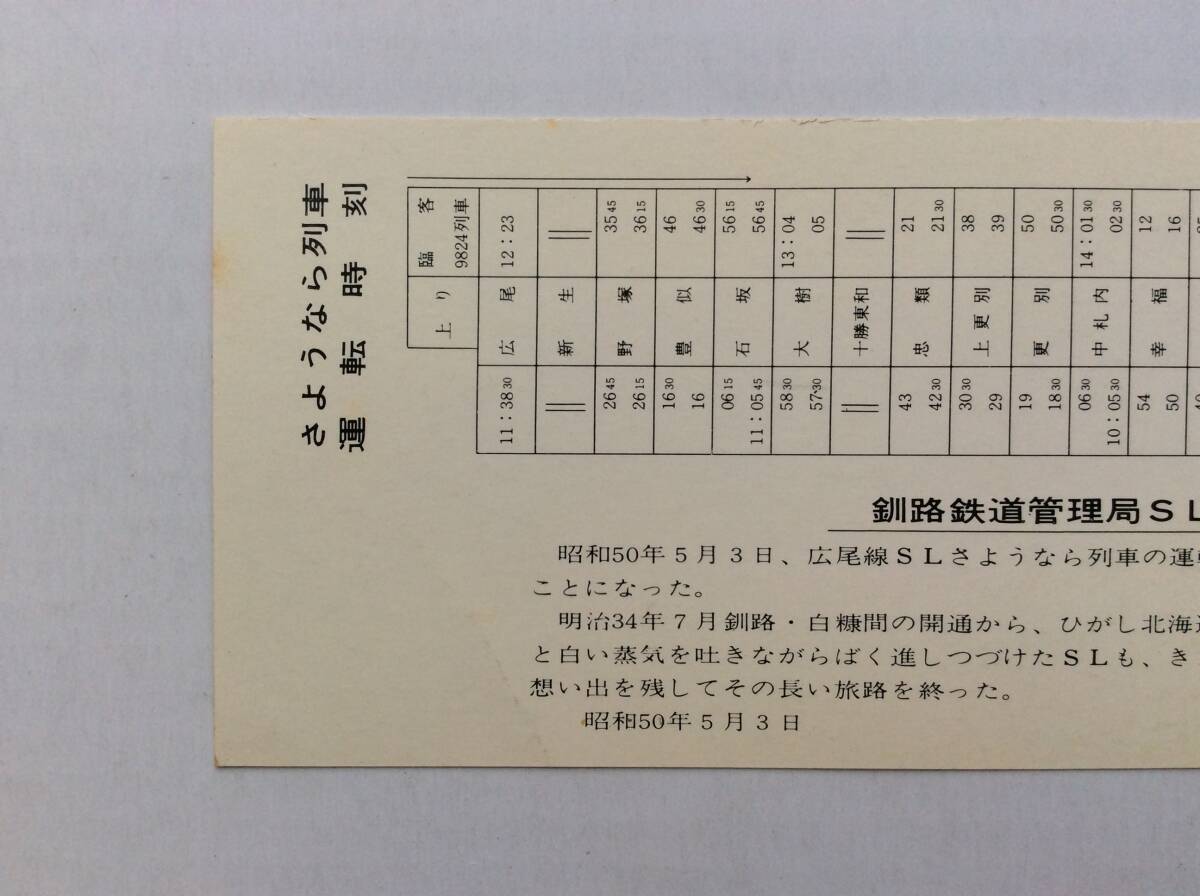 さようなら列車
運転時刻
臨客
9824列車
上り
12:23
広尾
11:38 30
||
新生
||
35 45
36 15
野塚
26 45
26 15
46
46 30
豊似
16 30
16
56 15
56 45
石坂
06 15
11:05 45
13:04
05
大樹
58 30
57 30
||
十勝東和
||
21
21 30
忠類
43
42 30
38
39
上更別
30 30
29
50
50 30
更別
19
18 30
14:01 30
02 30
中札内
06 30
10:05 30
12
16
幸福
54
50
釧路鉄道管理局SL
昭和50年5月3日、広尾線SLさようなら列車の運転
ことになった。
明治34年7月釧路・白糠間の開通から、ひがし北海道
と白い蒸気を吐きながらばく進しつづけたSLも、き
想い出を残してその長い旅路を終った。
昭和50年5月3日